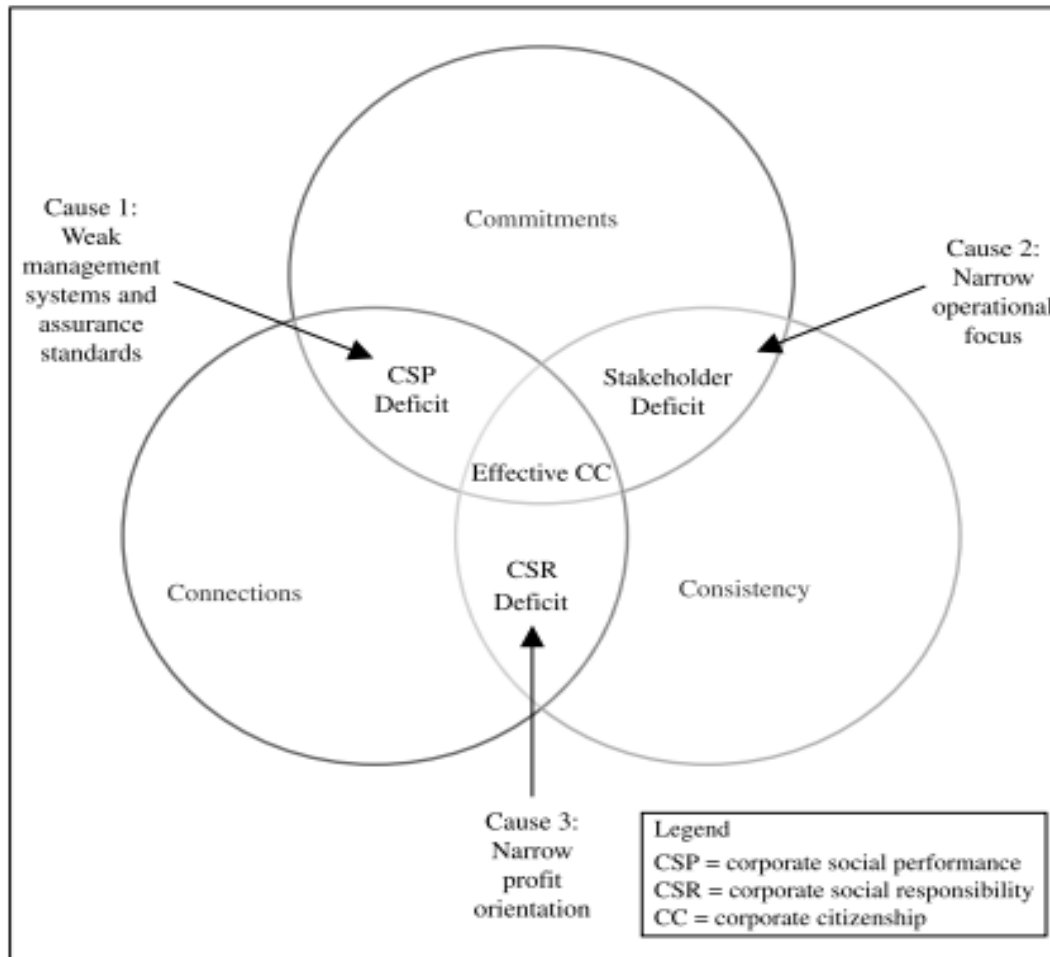 Cause 1:
Weak
management
systems and
assurance
standards
Commitments
Cause 2:
Narrow
operational
focus
CSP
Deficit
Stakeholder
Deficit
Effective CC
Connections
CSR
Deficit
Consistency
Cause 3:
Narrow
profit
orientation
Legend
CSP = corporate social performance
CSR = corporate social responsibility
CC = corporate citizenship